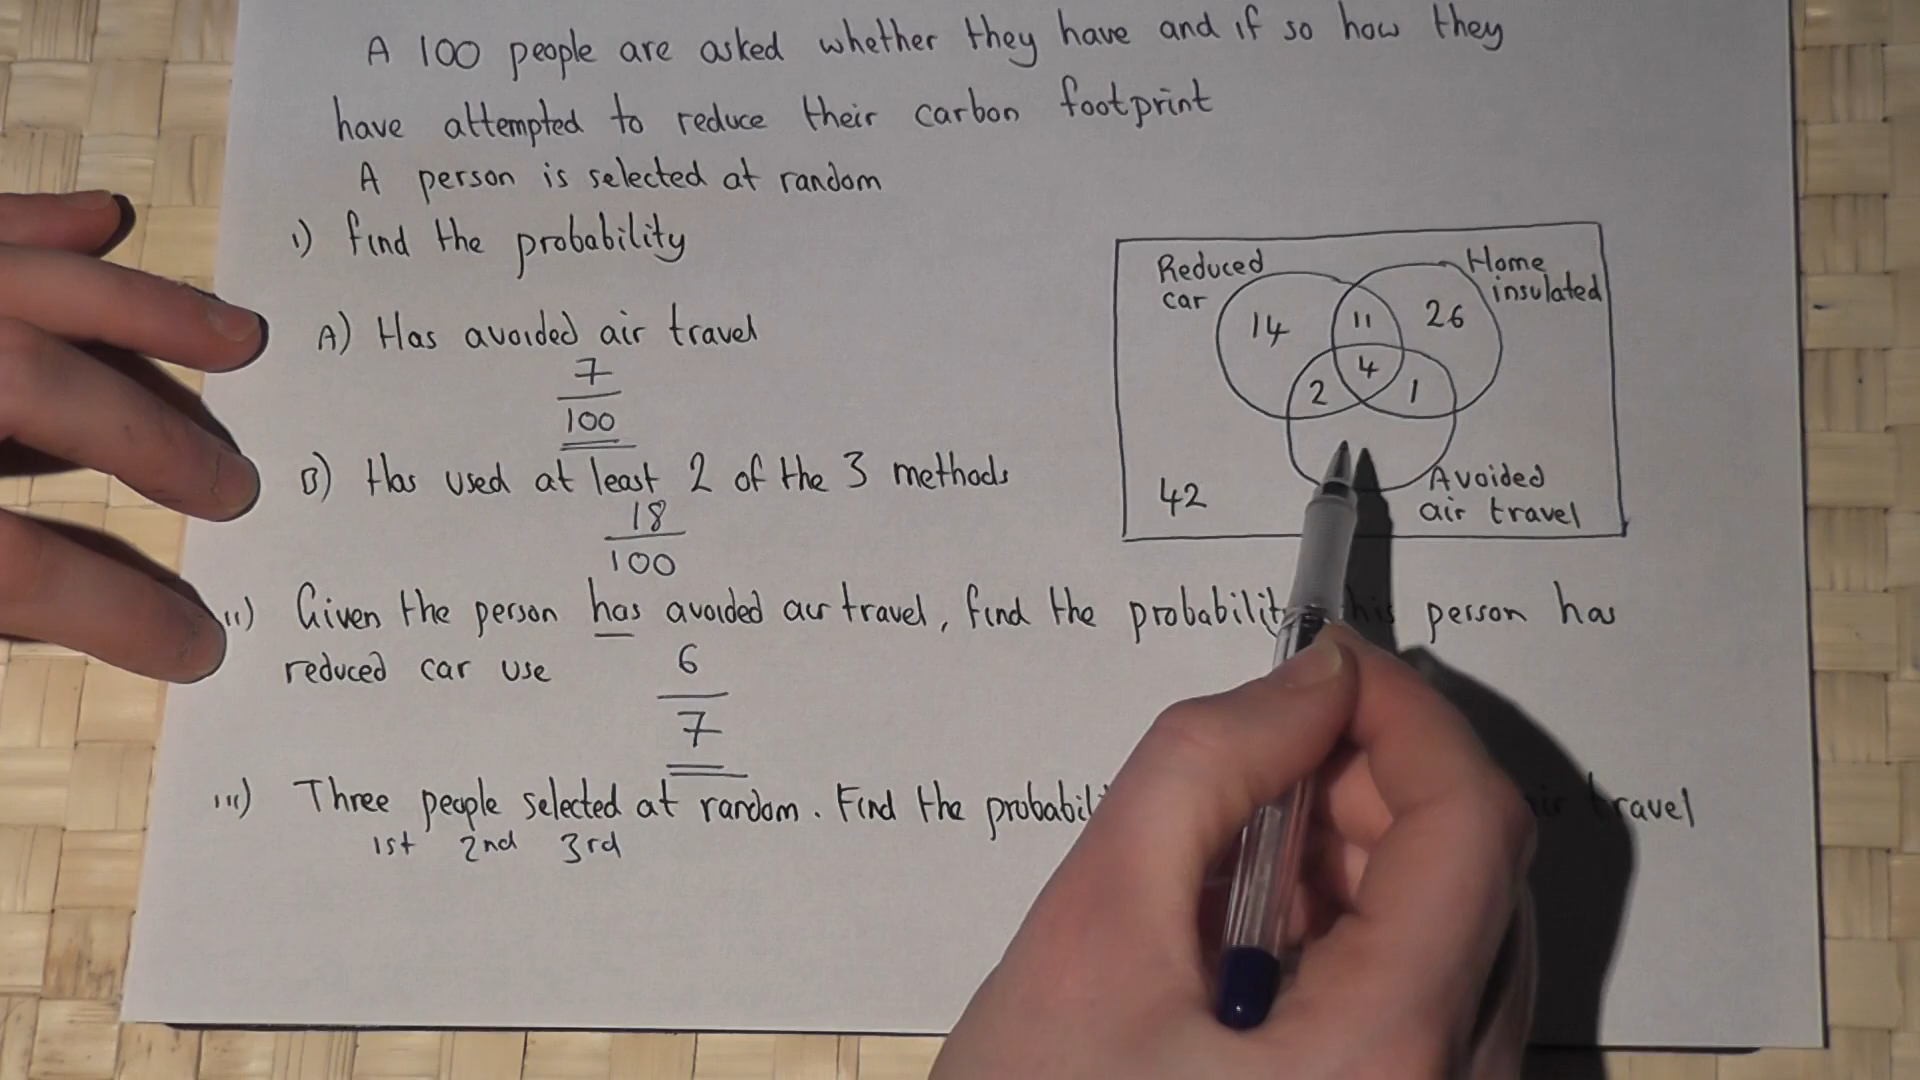 A 100 people are asked whether they have and if so how they
have attempted to reduce their carbon footprint
A person is selected at random
i) find the probability
A) Has avoided air travel
7
100
B) Has used at least 2 of the 3 methods
18
100
ii) Given the person has avoided air travel, find the probability person has
reduced car use
6
7
iii) Three people selected at random. Find the travel
1st 2nd 3rd
Reduced
car
Home
insulated
14
11
26
4
2
1
42
Avoided
air travel